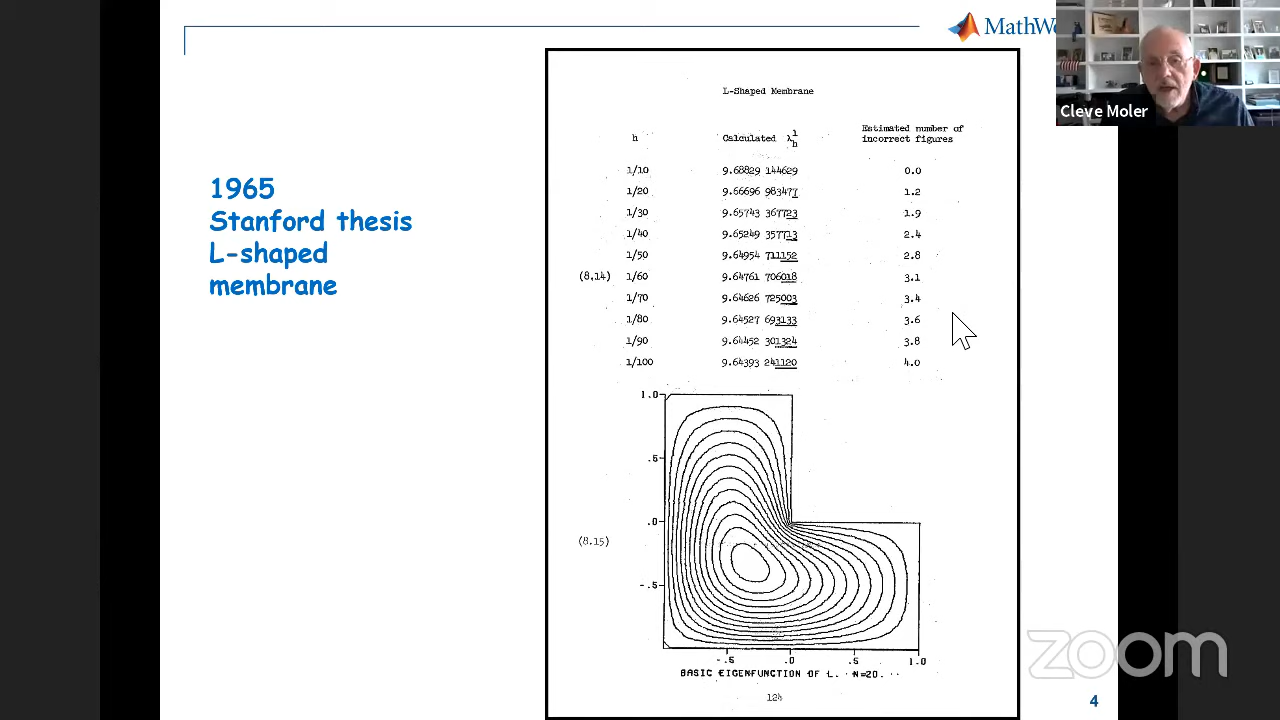 MathWo
Cleve Moler
1965
Stanford thesis
L-shaped
membrane
L-Shaped Membrane
h Calculated λ¹ₕ Estimated number of
incorrect figures
1/10 9.68829 144629 0.0
1/20 9.66696 983477 1.2
1/30 9.65743 367723 1.9
1/40 9.65249 357713 2.4
1/50 9.64954 711152 2.8
(8.14) 1/60 9.64761 706018 3.1
1/70 9.64626 725003 3.4
1/80 9.64527 693133 3.6
1/90 9.64452 301324 3.8
1/100 9.64393 241120 4.0
1.0
.5
.0
(8.15)
-.5
-.5 .0 .5 1.0
BASIC EIGENFUNCTION OF L. N=20.
124
zoom
4